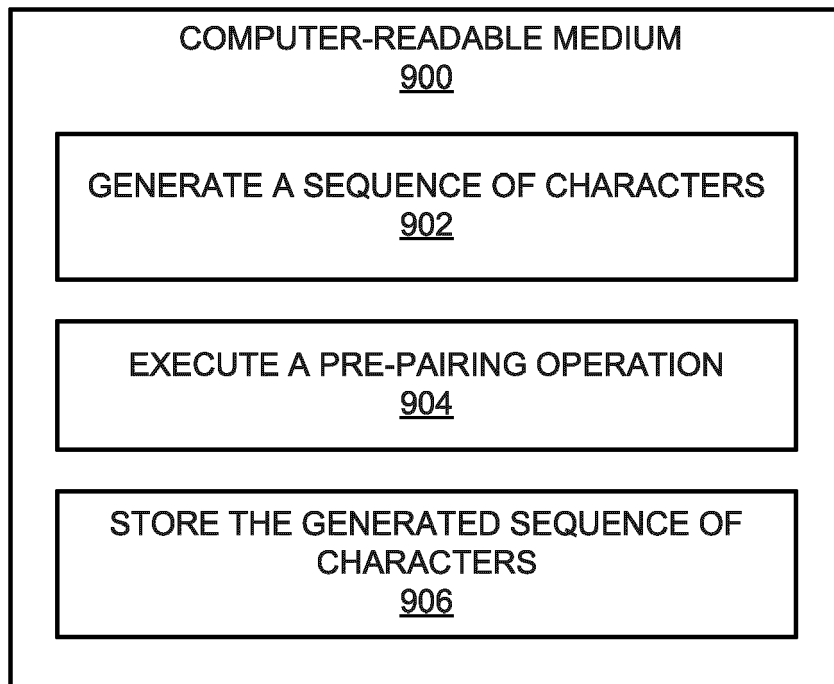 COMPUTER-READABLE MEDIUM
900
GENERATE A SEQUENCE OF CHARACTERS
902
EXECUTE A PRE-PAIRING OPERATION
904
STORE THE GENERATED SEQUENCE OF
CHARACTERS
906